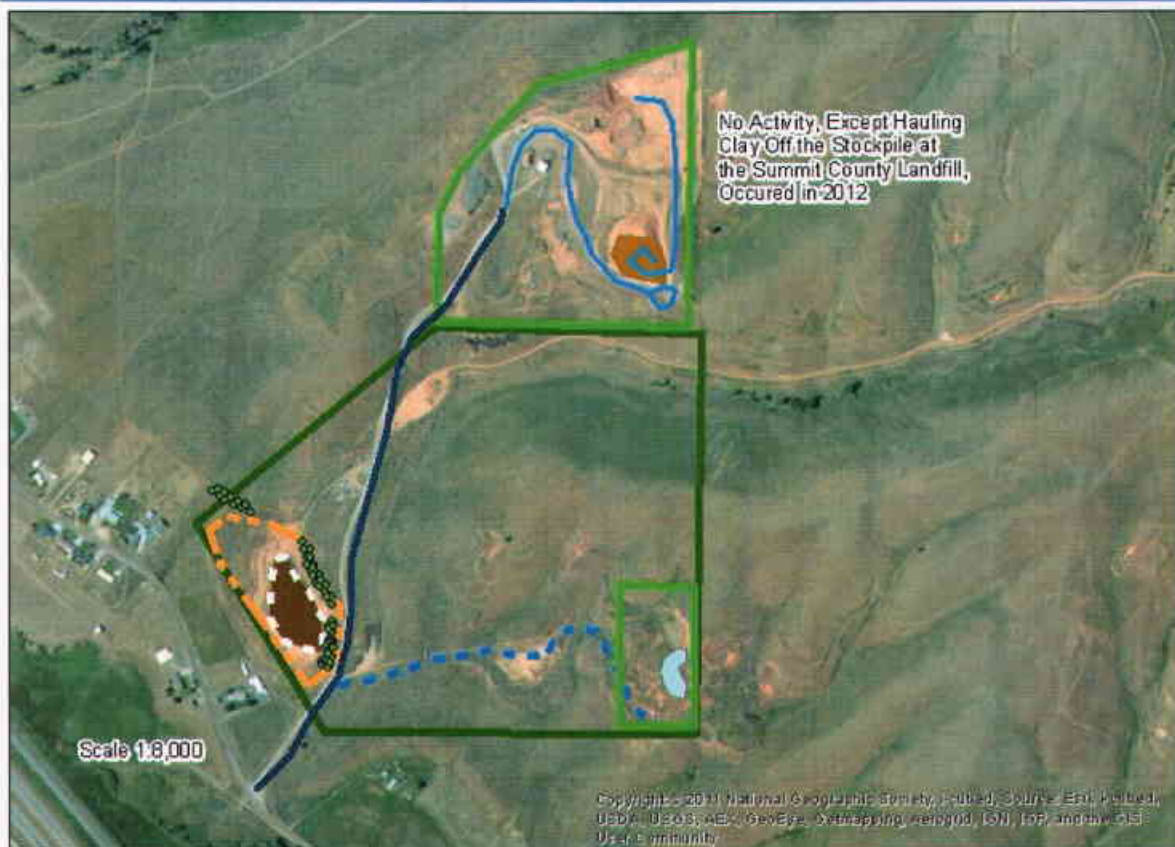 No Activity, Except Hauling
Clay Off the Stockpile at
the Summit County Landfill,
Occured in 2012
Scale 1:8,000
Copyright: 2011 National Geographic Society, i-cubed, Source: Esri, i-cubed,
USDA, USGS, AEX, GeoEye, Getmapping, Aerogrid, IGN, IGP, and the GIS
User Community